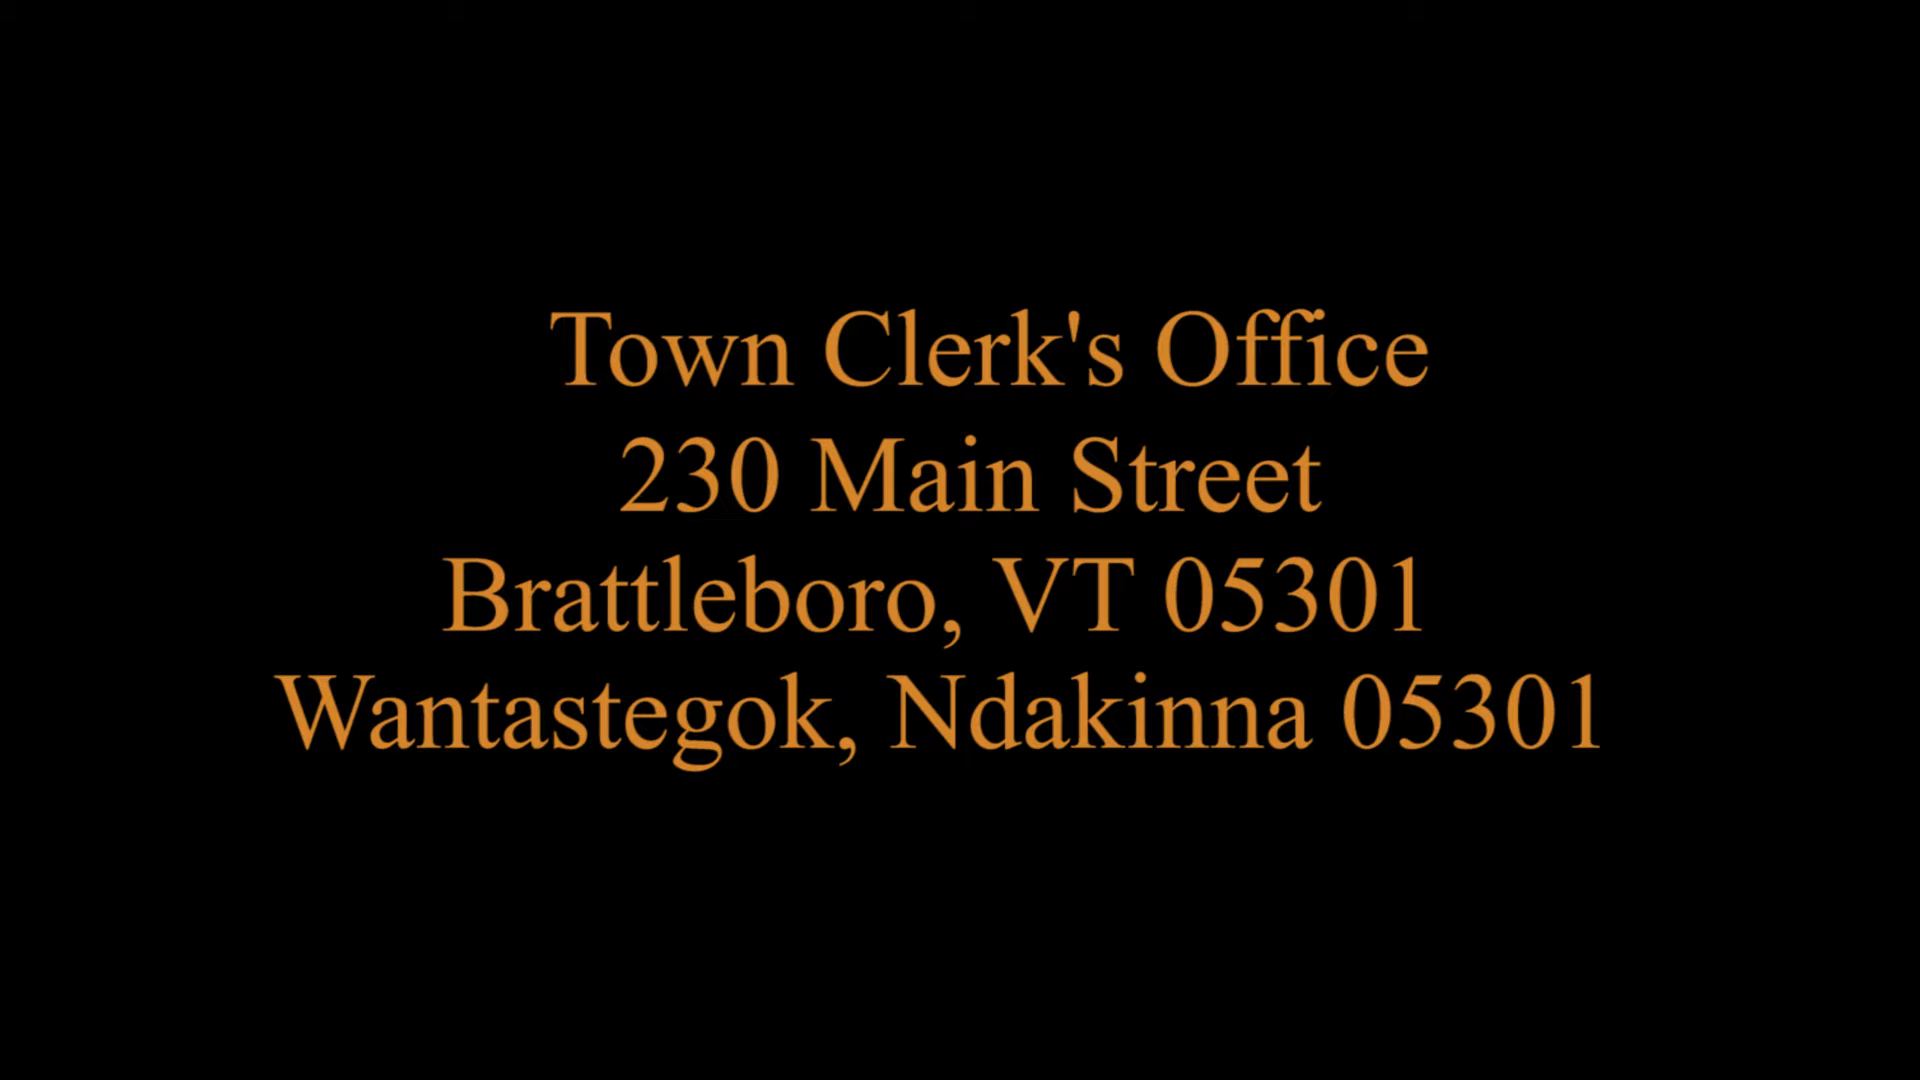 Town Clerk's Office
230 Main Street
Brattleboro, VT 05301
Wantastegok, Ndakinna 05301